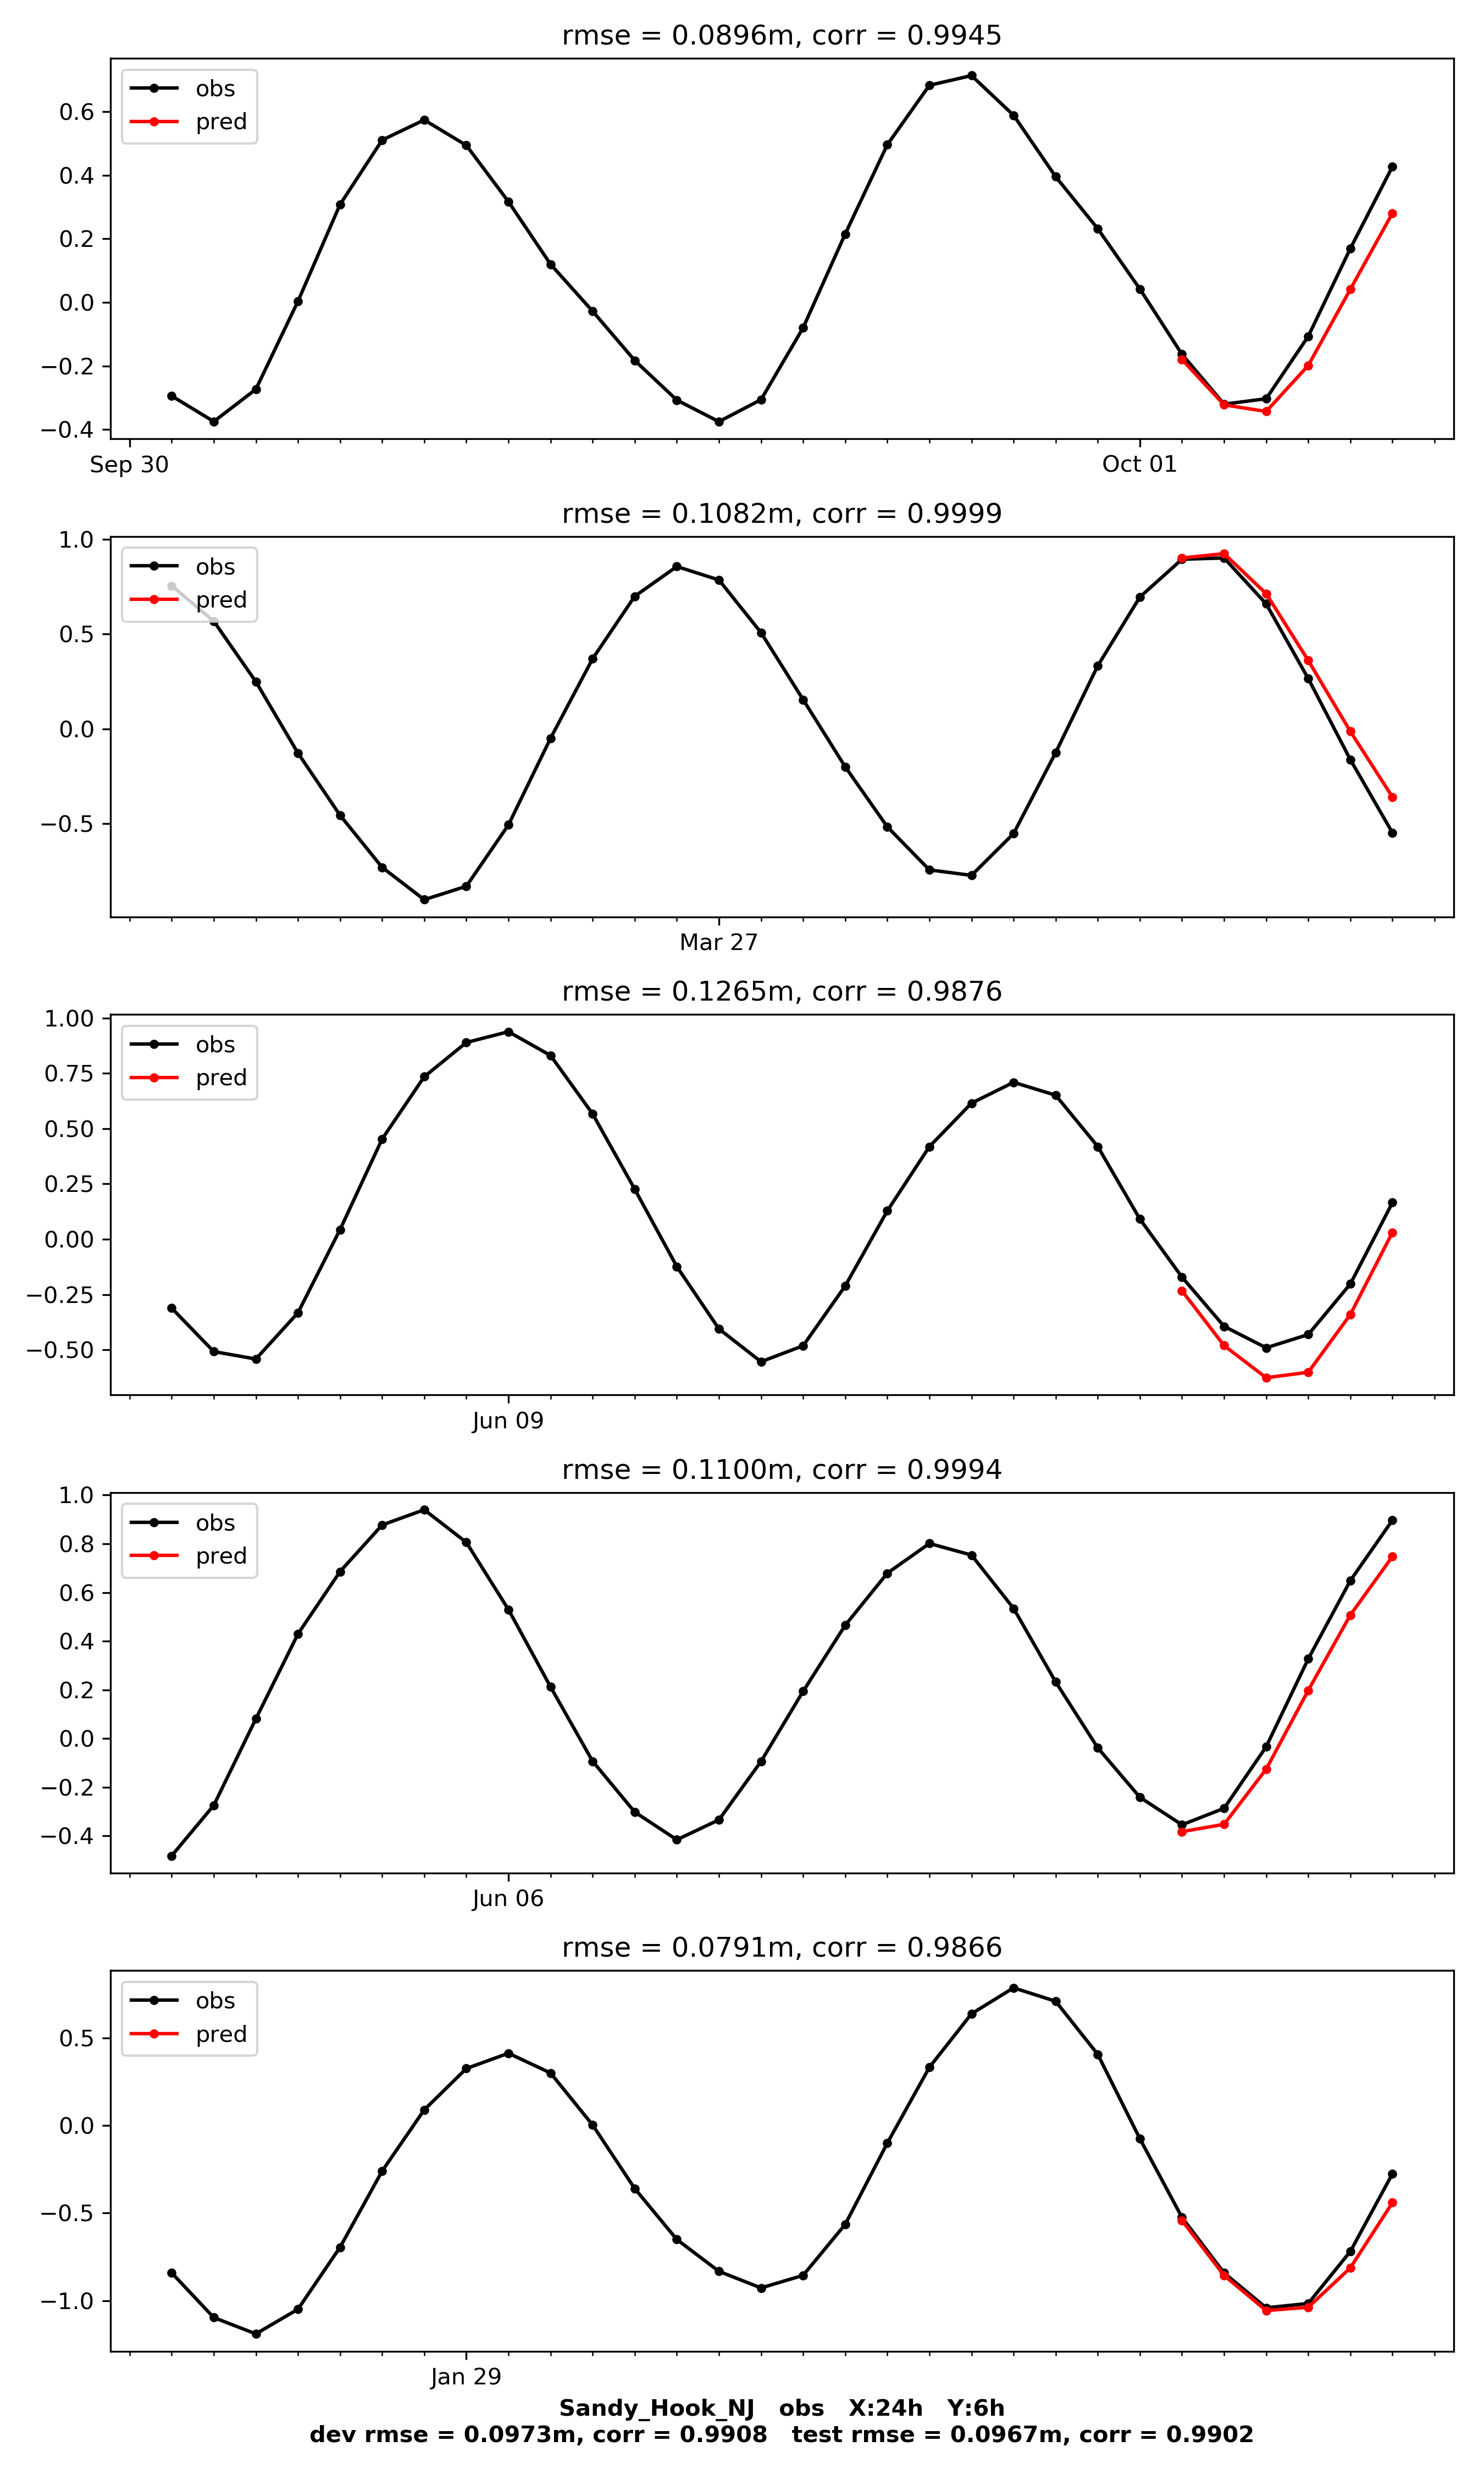 rmse = 0.0896m, corr = 0.9945
obs
pred
0.6
0.4
0.2
0.0
−0.2
−0.4
Sep 30
Oct 01
rmse = 0.1082m, corr = 0.9999
obs
pred
1.0
0.5
0.0
−0.5
Mar 27
rmse = 0.1265m, corr = 0.9876
obs
pred
1.00
0.75
0.50
0.25
0.00
−0.25
−0.50
Jun 09
rmse = 0.1100m, corr = 0.9994
obs
pred
1.0
0.8
0.6
0.4
0.2
0.0
−0.2
−0.4
Jun 06
rmse = 0.0791m, corr = 0.9866
obs
pred
0.5
0.0
−0.5
−1.0
Jan 29
Sandy_Hook_NJ   obs   X:24h   Y:6h
dev rmse = 0.0973m, corr = 0.9908   test rmse = 0.0967m, corr = 0.9902